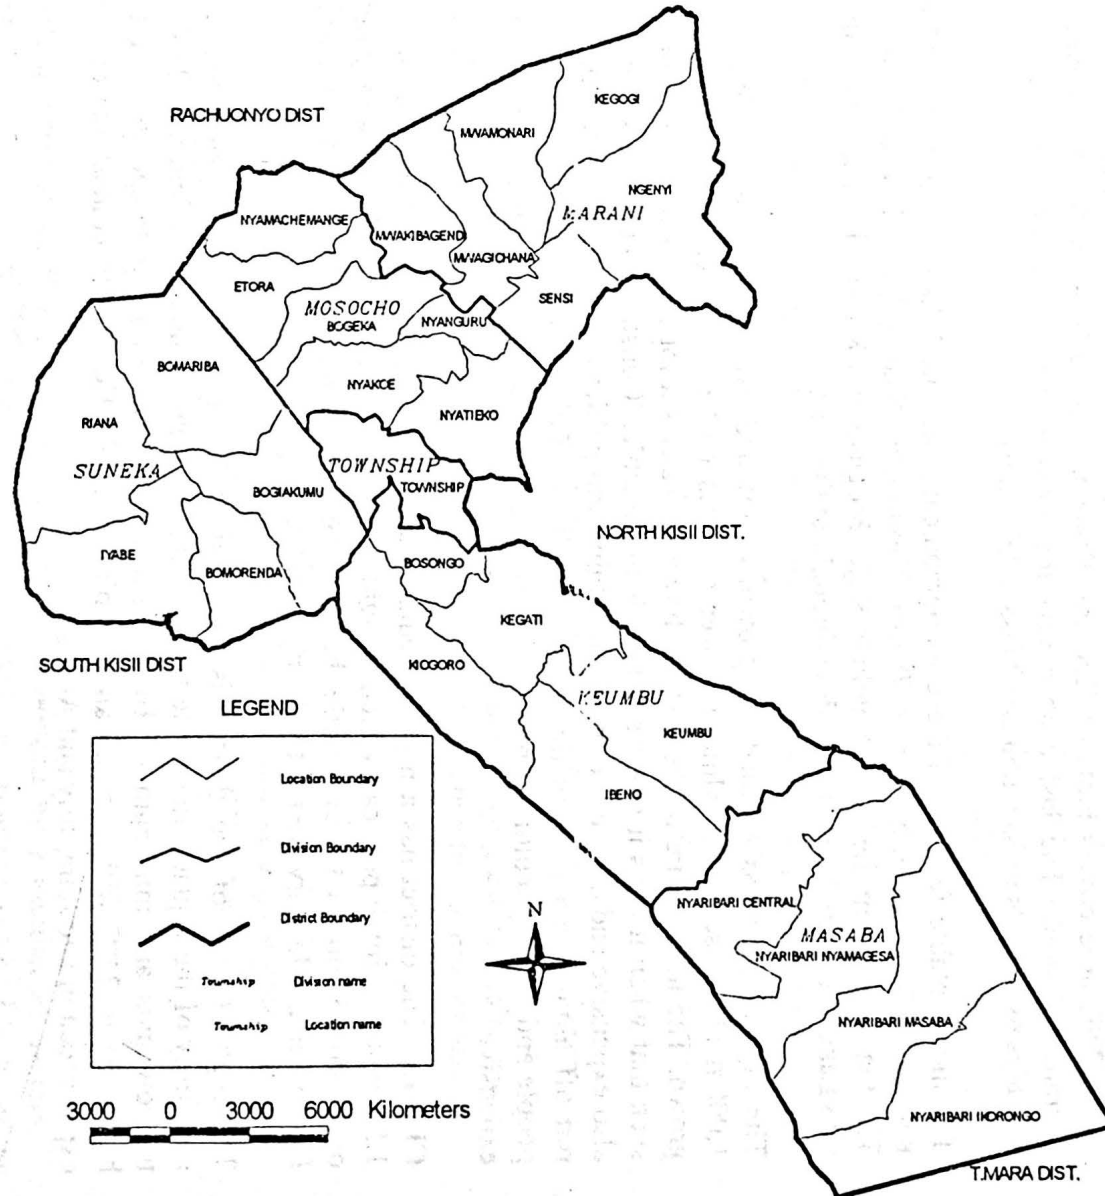 KEGOGI
RACHUONYO DIST
MWAMONARI
NGENYI
NYAMACHEMANGE
MARANI
MWAKIBAGENDI
MWAGICHANA
ETORA
SENSI
MOSOCHO
BOGEKA
NYANGURU
BOMARIBA
NYAKOE
NYATIEKO
RIANA
SUNEKA
TOWNSHIP
TOWNSHIP
BOGIAKUMU
NORTH KISII DIST.
IYABE
BOSONGO
BOMORENDA
KEGATI
SOUTH KISII DIST
KIOGORO
KEUMBU
KEUMBU
IBENO
LEGEND
Location Boundary
Division Boundary
District Boundary
Township Division name
Township Location name
NYARIBARI CENTRAL
N
MASABA
NYARIBARI NYAMAGESA
NYARIBARI MASABA
3000 0 3000 6000 Kilometers
NYARIBARI IKORONGO
T.MARA DIST.